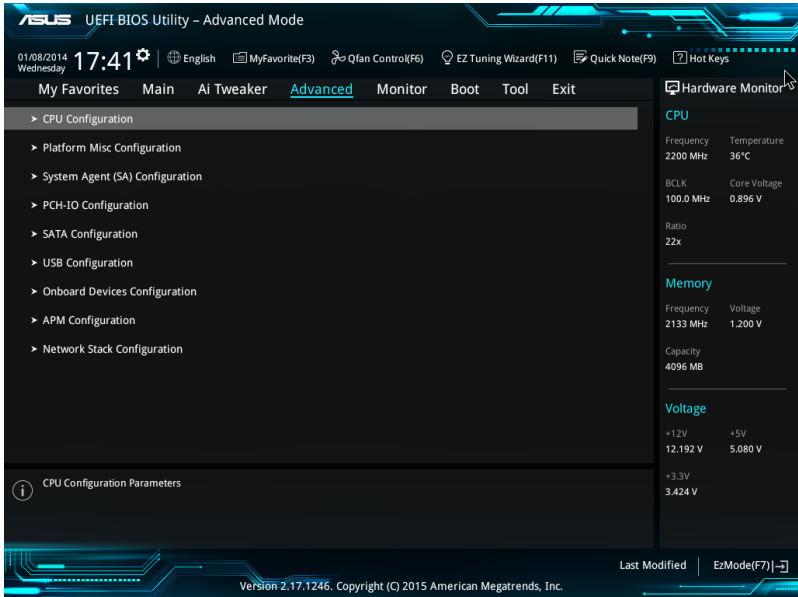 ASUS UEFI BIOS Utility – Advanced Mode
01/08/2014
Wednesday
17:41
English MyFavorite(F3) Qfan Control(F6) EZ Tuning Wizard(F11) Quick Note(F9) ? Hot Keys
My Favorites Main Ai Tweaker Advanced Monitor Boot Tool Exit
> CPU Configuration
> Platform Misc Configuration
> System Agent (SA) Configuration
> PCH-IO Configuration
> SATA Configuration
> USB Configuration
> Onboard Devices Configuration
> APM Configuration
> Network Stack Configuration
i CPU Configuration Parameters
Hardware Monitor
CPU
Frequency Temperature
2200 MHz 36°C
BCLK Core Voltage
100.0 MHz 0.896 V
Ratio
22x
Memory
Frequency Voltage
2133 MHz 1.200 V
Capacity
4096 MB
Voltage
+12V +5V
12.192 V 5.080 V
+3.3V
3.424 V
Last Modified EzMode(F7)
Version 2.17.1246. Copyright (C) 2015 American Megatrends, Inc.